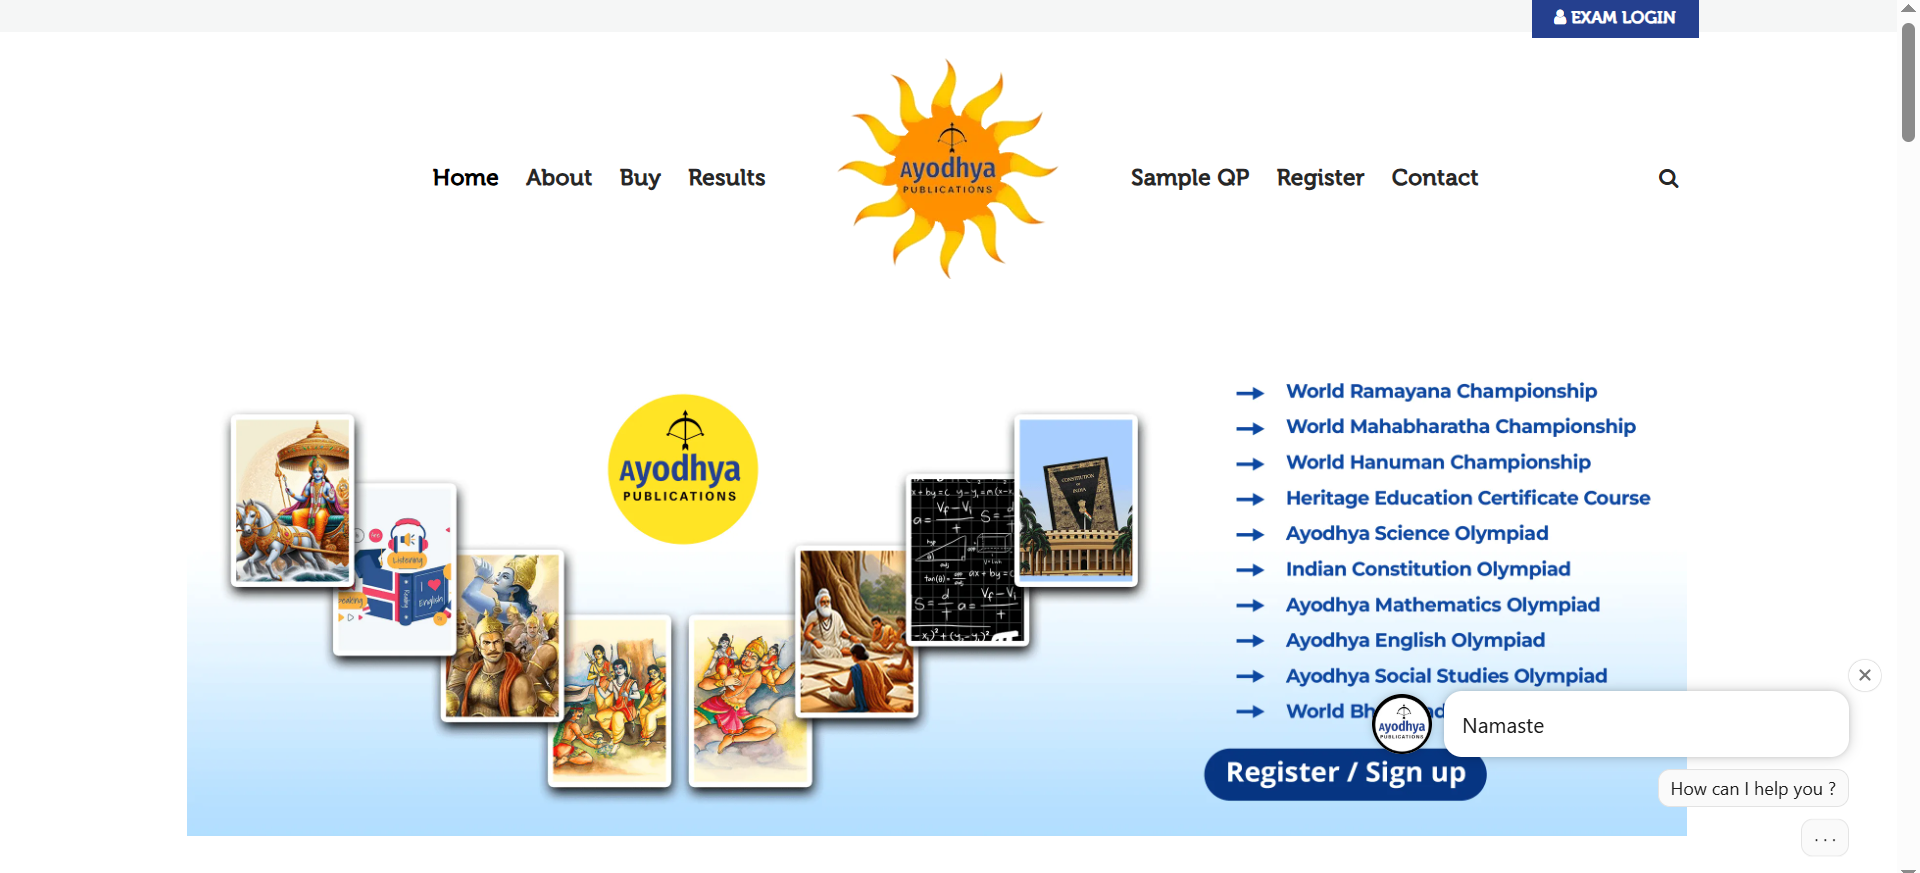 EXAM LOGIN
Home About Buy Results
Ayodhya
PUBLICATIONS
Sample QP Register Contact
Ayodhya
PUBLICATIONS
Listening
I
English
CONSTITUTION
OF
INDIA
World Ramayana Championship
World Mahabharatha Championship
World Hanuman Championship
Heritage Education Certificate Course
Ayodhya Science Olympiad
Indian Constitution Olympiad
Ayodhya Mathematics Olympiad
Ayodhya English Olympiad
Ayodhya Social Studies Olympiad
World
Register / Sign up
Ayodhya
PUBLICATIONS
Namaste
How can I help you ?
...